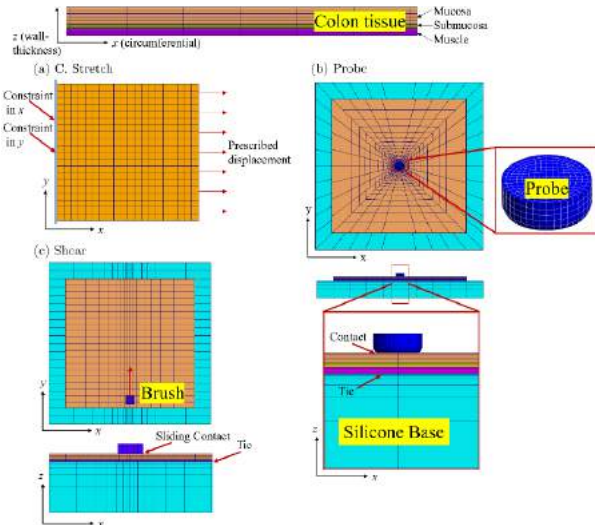 Colon tissue
Mucosa
Submucosa
Muscle
z (wall-
thickness)
x (circumferential)
(a) C. Stretch
Constraint
in x
Constraint
in y
Prescribed
displacement
y
x
(b) Probe
Probe
y
x
(c) Shear
Brush
y
x
Sliding Contact
Tie
z
x
Contact
Tie
Silicone Base
z
x